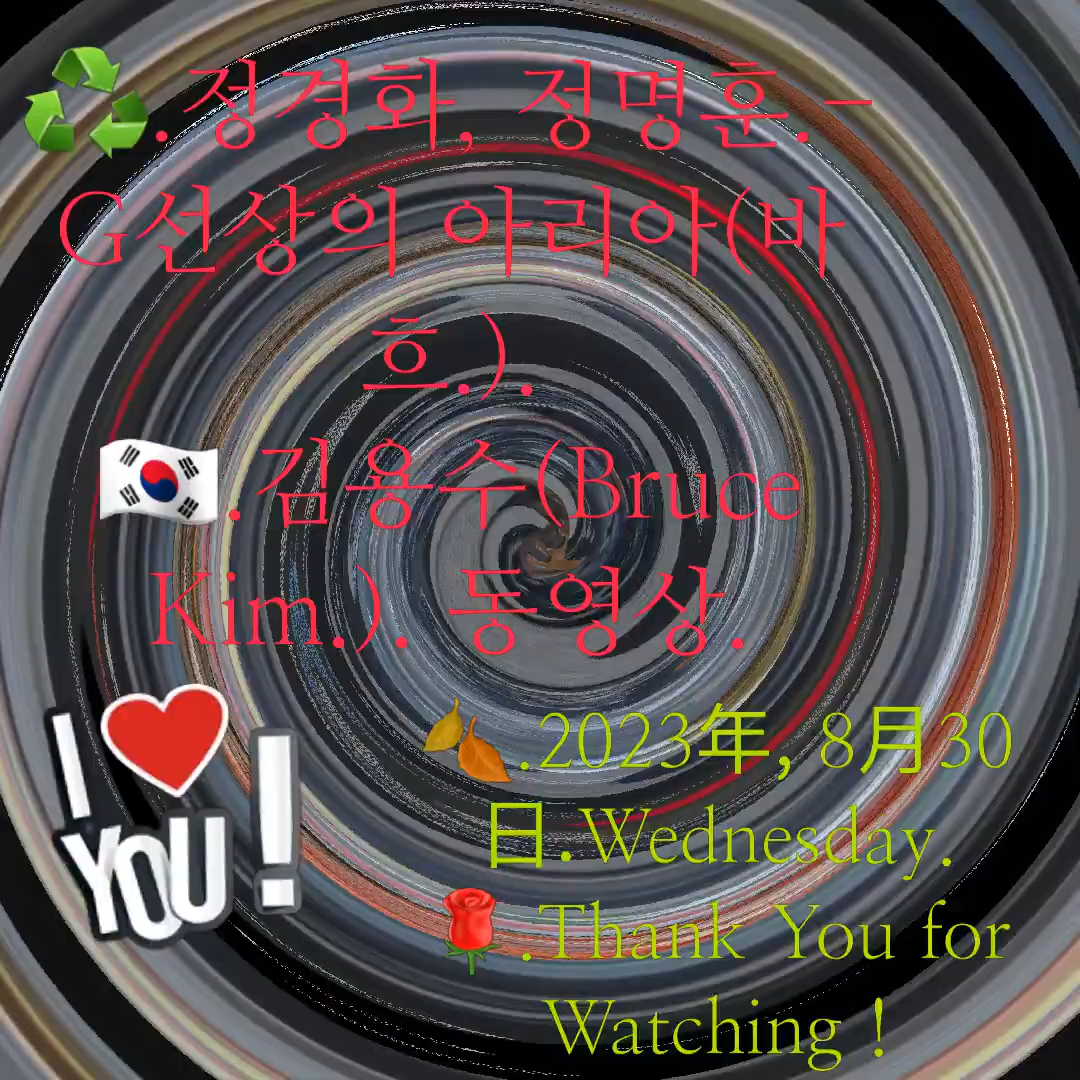 ♻️.정경화, 정명훈. -
G선상의 아리아(바
흐.).
🇰🇷.김용수(Bruce
Kim.). 동영상.
I ❤️
YOU!
🍂.2023年, 8月30
日.Wednesday.
🌹.Thank You for
Watching !